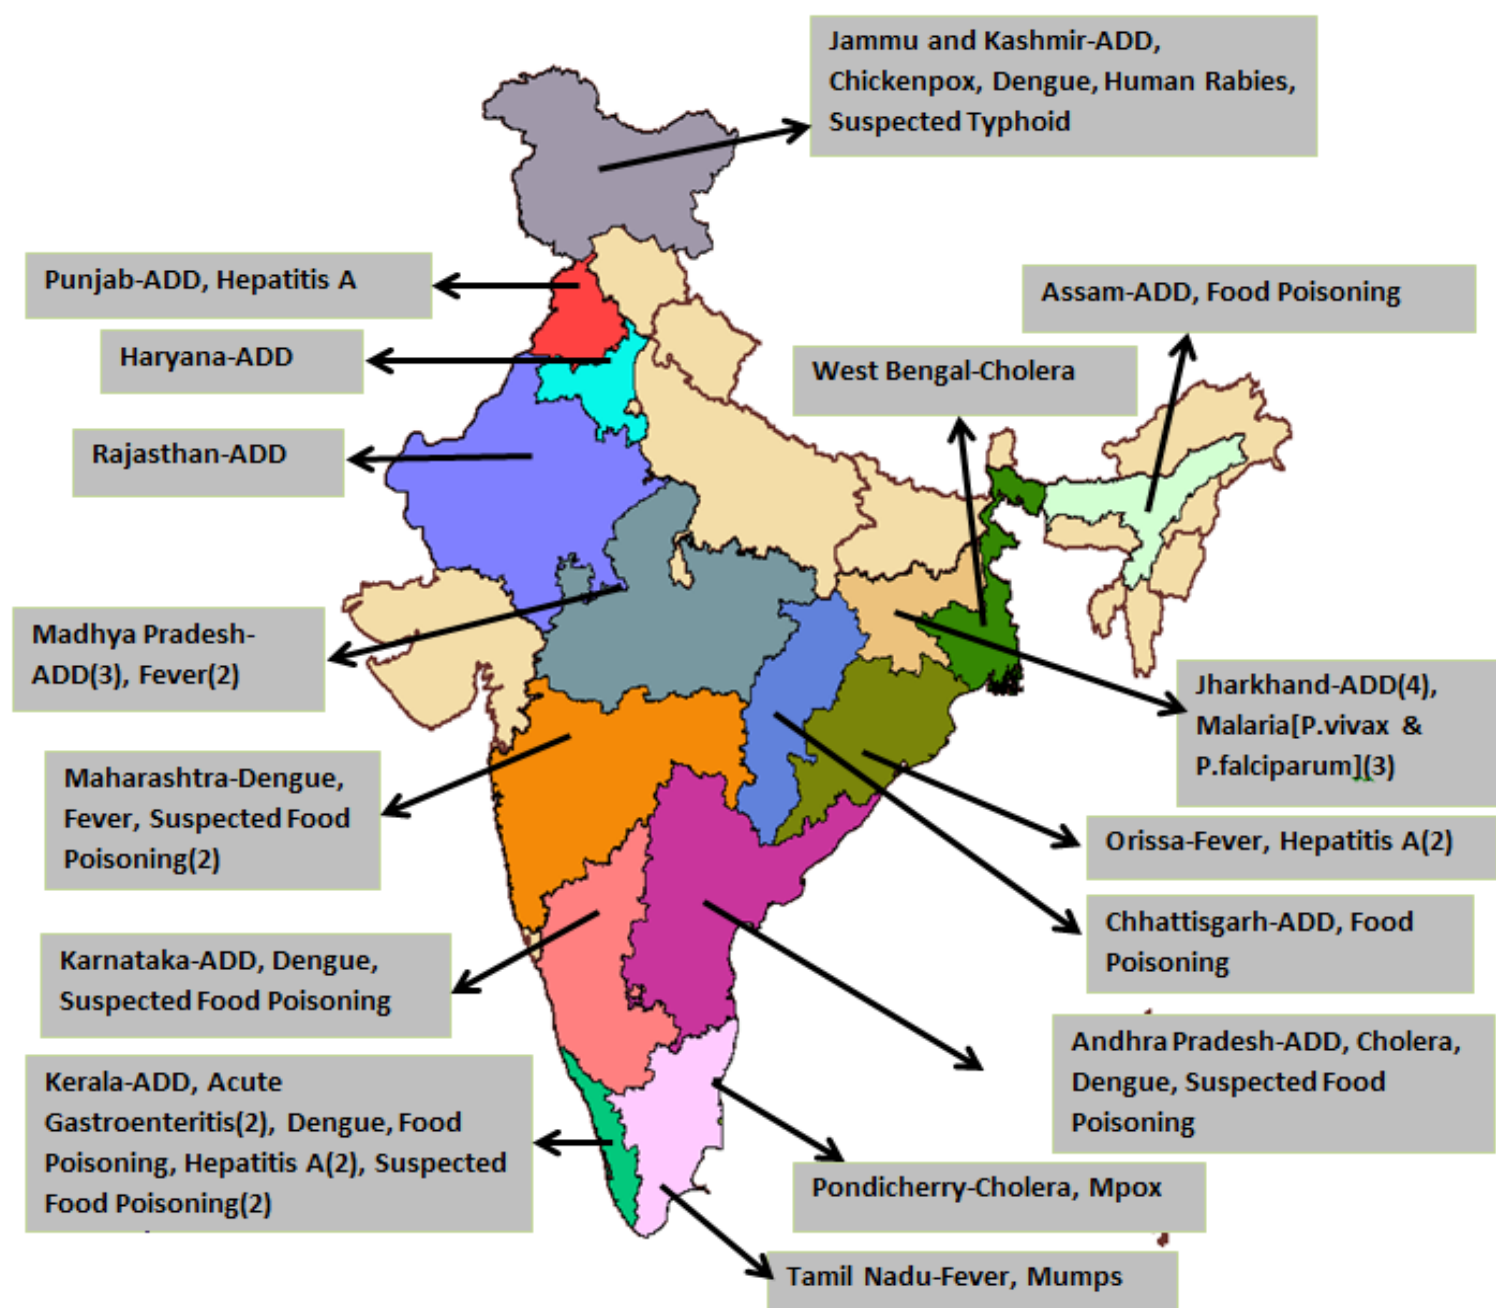 Jammu and Kashmir-ADD,
Chickenpox, Dengue, Human Rabies,
Suspected Typhoid
Punjab-ADD, Hepatitis A
Assam-ADD, Food Poisoning
Haryana-ADD
West Bengal-Cholera
Rajasthan-ADD
Madhya Pradesh-
ADD(3), Fever(2)
Jharkhand-ADD(4),
Malaria[P.vivax &
P.falciparum](3)
Maharashtra-Dengue,
Fever, Suspected Food
Poisoning(2)
Orissa-Fever, Hepatitis A(2)
Chhattisgarh-ADD, Food
Poisoning
Karnataka-ADD, Dengue,
Suspected Food Poisoning
Andhra Pradesh-ADD, Cholera,
Dengue, Suspected Food
Poisoning
Kerala-ADD, Acute
Gastroenteritis(2), Dengue, Food
Poisoning, Hepatitis A(2), Suspected
Food Poisoning(2)
Pondicherry-Cholera, Mpox
Tamil Nadu-Fever, Mumps